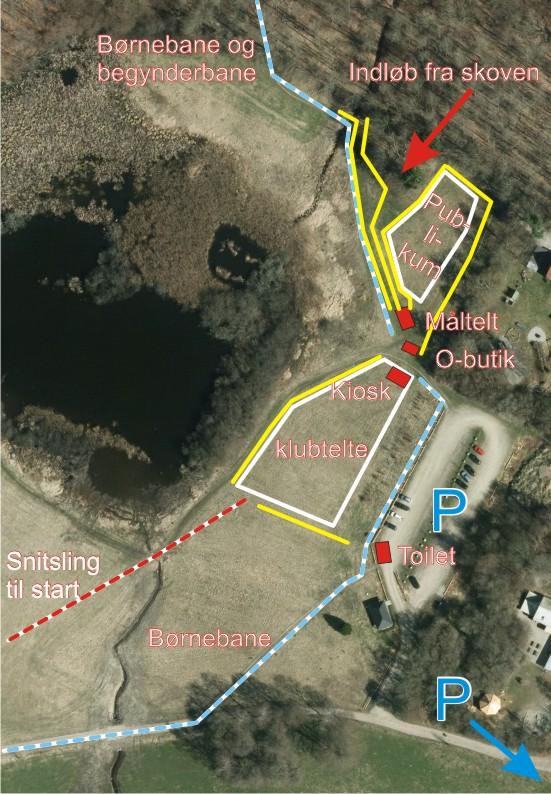 Børnebane og
begynderbane
Indløb fra skoven
Pub-
li-
kum
Måltelt
O-butik
Kiosk
klubtelte
P
Toilet
Snitsling
til start
Børnebane
P